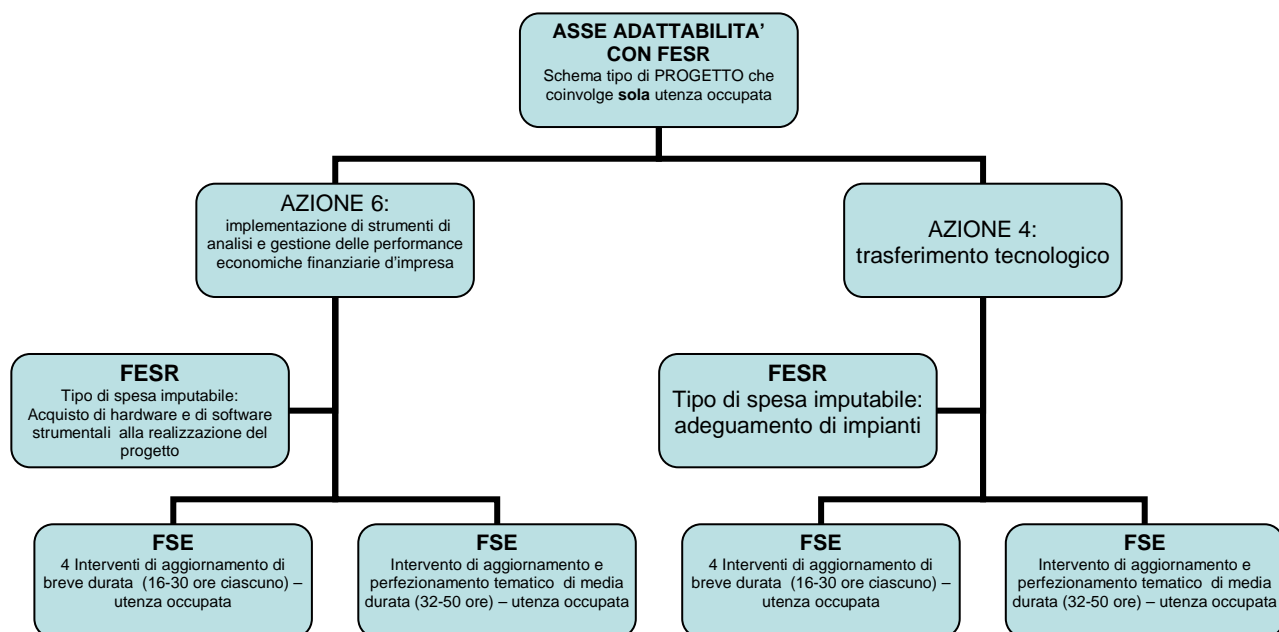 ASSE ADATTABILITA'
CON FESR
Schema tipo di PROGETTO che
coinvolge sola utenza occupata
AZIONE 6:
implementazione di strumenti di
analisi e gestione delle performance
economiche finanziarie d'impresa
AZIONE 4:
trasferimento tecnologico
FESR
Tipo di spesa imputabile:
Acquisto di hardware e di software
strumentali alla realizzazione del
progetto
FESR
Tipo di spesa imputabile:
adeguamento di impianti
FSE
4 Interventi di aggiornamento di
breve durata (16-30 ore ciascuno) –
utenza occupata
FSE
Intervento di aggiornamento e
perfezionamento tematico di media
durata (32-50 ore) – utenza occupata
FSE
4 Interventi di aggiornamento di
breve durata (16-30 ore ciascuno) –
utenza occupata
FSE
Intervento di aggiornamento e
perfezionamento tematico di media
durata (32-50 ore) – utenza occupata